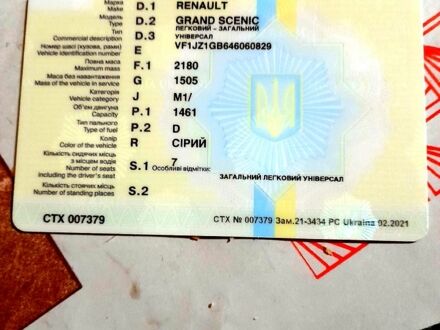 Марка D.1 RENAULT
Make
Модель D.2 GRAND SCENIC
Type
Тип ЛЕГКОВИЙ - ЗАГАЛЬНИЙ
Commercial description D.3 УНІВЕРСАЛ
Номер шасі (кузова, рами) E VF1JZ1GB646060829
Vehicle identification number
Повна маса F.1 2180
Maximum mass
Маса без навантаження G 1505
Mass of the vehicle in service
Категорія J M1/
Vehicle category
Об'єм двигуна P.1 1461
Capacity
Тип пального P.2 D
Type of fuel
Колір R СІРИЙ
Color of the vehicle
Кількість сидячих місць
з місцем водія S.1 7
Number of seats Особливі відмітки:
including the driver's seat
ЗАГАЛЬНИЙ ЛЕГКОВИЙ УНІВЕРСАЛ
Кількість стоячих місць S.2
Number of standing places
СТХ 007379
СТХ № 007379 Зам.21-3434 PC Ukraina 02.2021